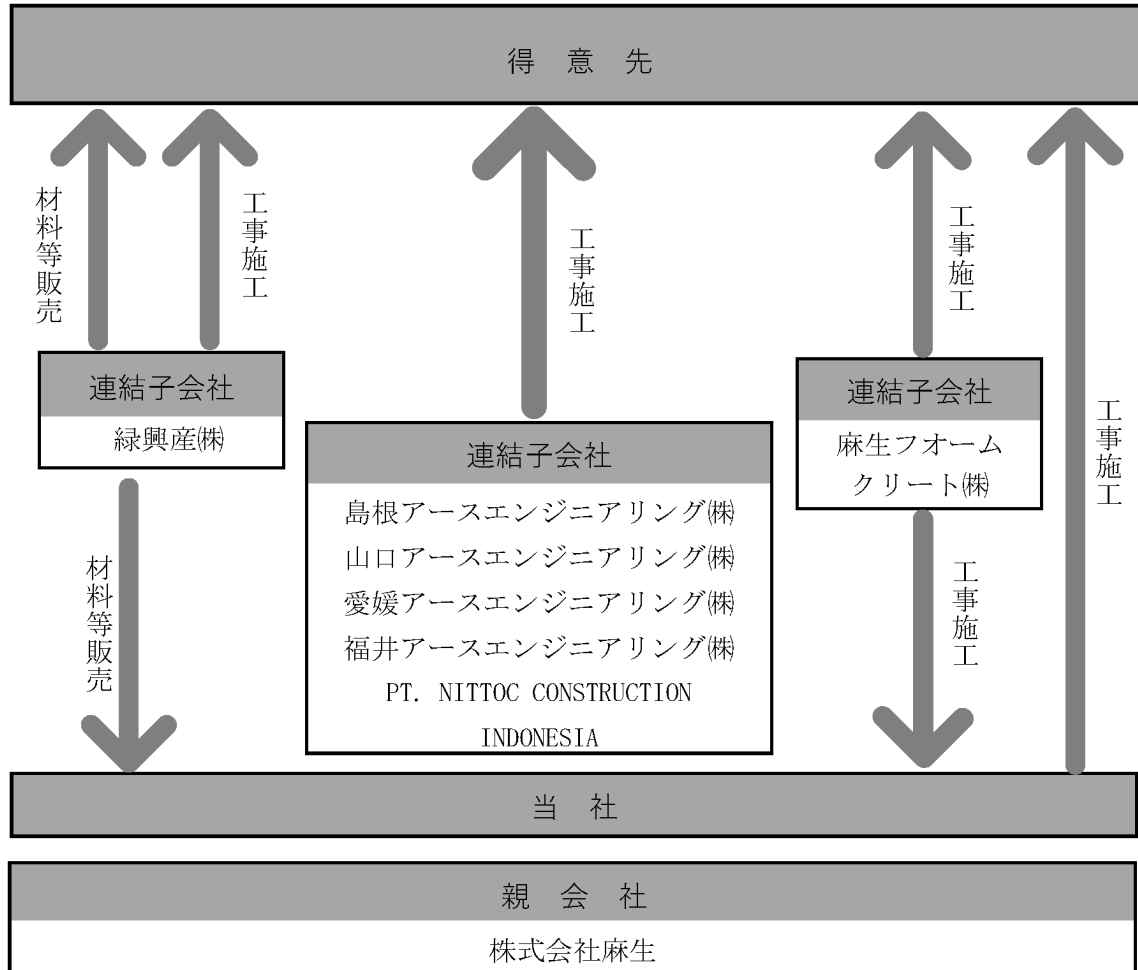 得 意 先
材料等販売
工事施工
工事施工
工事施工
工事施工
連結子会社
緑興産㈱
連結子会社
島根アースエンジニアリング㈱
山口アースエンジニアリング㈱
愛媛アースエンジニアリング㈱
福井アースエンジニアリング㈱
PT. NITTOC CONSTRUCTION
INDONESIA
連結子会社
麻生フオーム
クリート㈱
材料等販売
工事施工
当 社
親 会 社
株式会社麻生